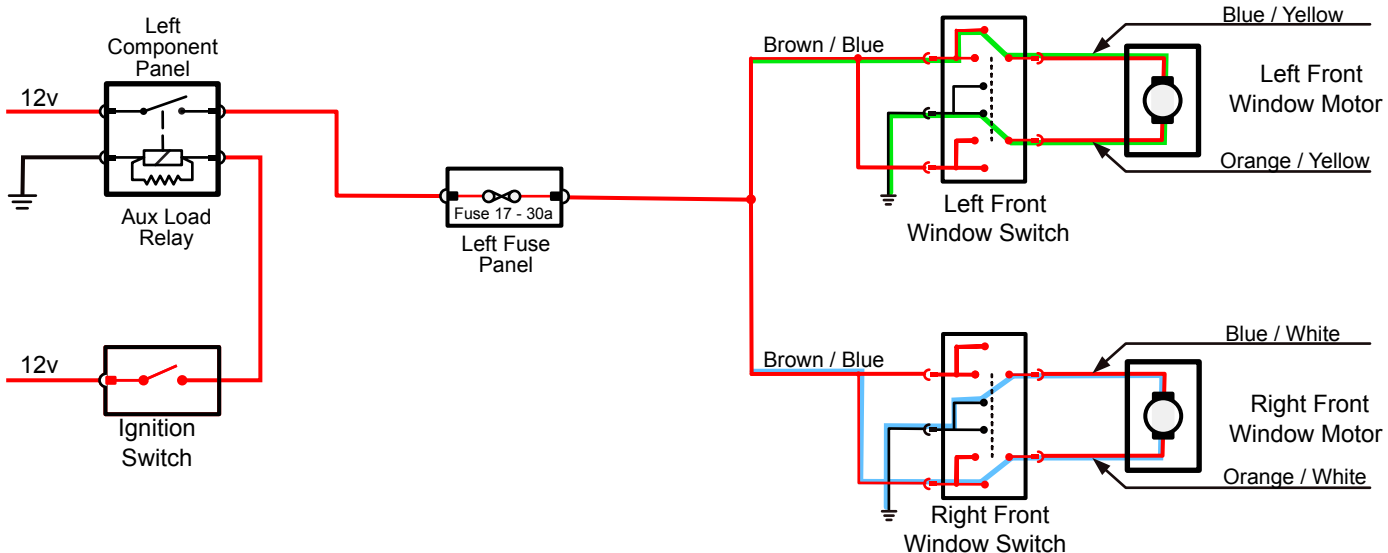 Left
Component
Panel
12v
Aux Load
Relay
12v
Ignition
Switch
Fuse 17 - 30a
Left Fuse
Panel
Brown / Blue
Left Front
Window Switch
Blue / Yellow
Left Front
Window Motor
Orange / Yellow
Brown / Blue
Right Front
Window Switch
Blue / White
Right Front
Window Motor
Orange / White